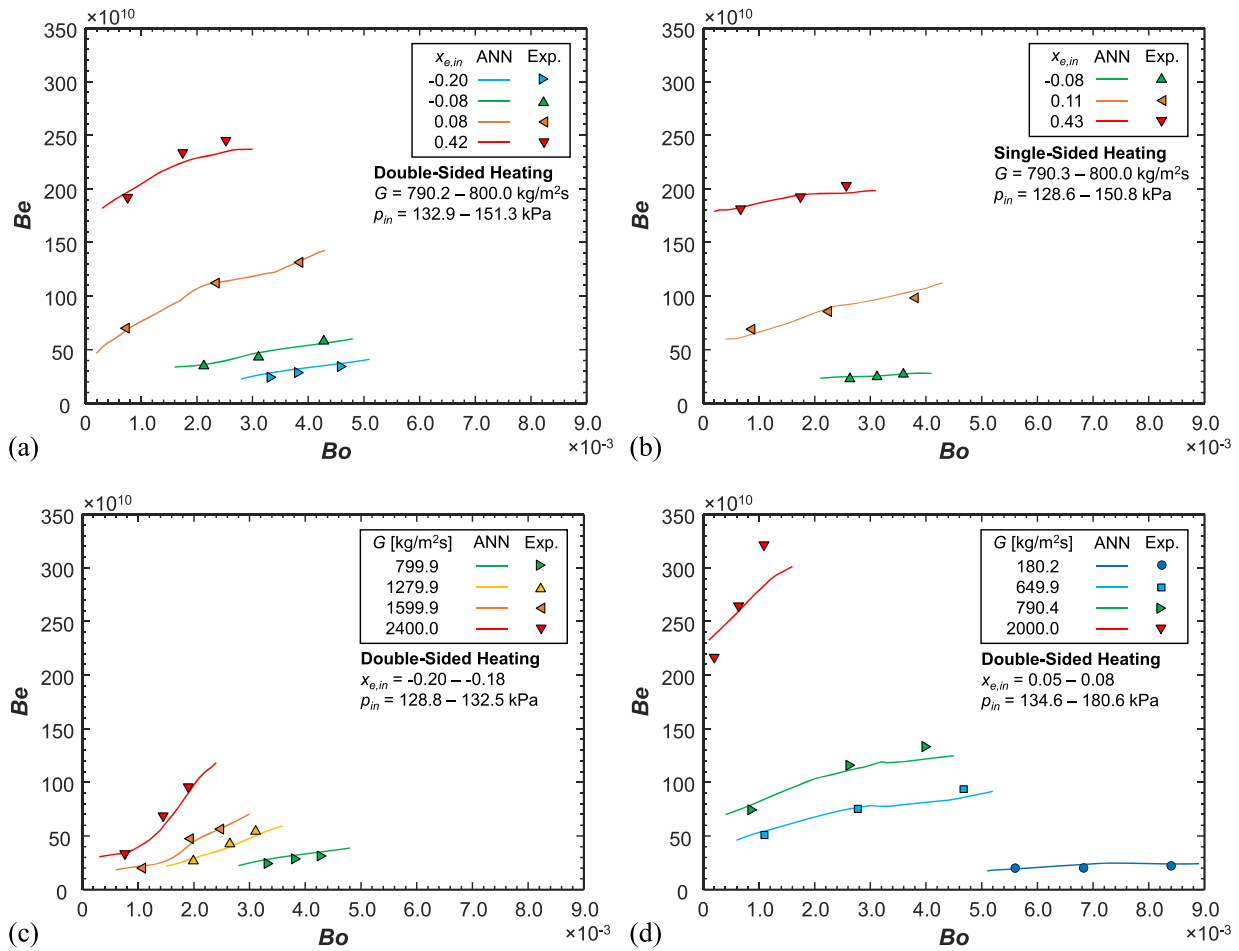 ×10¹⁰
350
300
250
200
150
100
50
0
Be
x_e,in ANN Exp.
-0.20
-0.08
0.08
0.42
Double-Sided Heating
G = 790.2 – 800.0 kg/m²s
p_in = 132.9 – 151.3 kPa
0 1.0 2.0 3.0 4.0 5.0 6.0 7.0 8.0 9.0
×10⁻³
Bo
(a)
×10¹⁰
350
300
250
200
150
100
50
0
Be
x_e,in ANN Exp.
-0.08
0.11
0.43
Single-Sided Heating
G = 790.3 – 800.0 kg/m²s
p_in = 128.6 – 150.8 kPa
0 1.0 2.0 3.0 4.0 5.0 6.0 7.0 8.0 9.0
×10⁻³
Bo
(b)
×10¹⁰
350
300
250
200
150
100
50
0
Be
G [kg/m²s] ANN Exp.
799.9
1279.9
1599.9
2400.0
Double-Sided Heating
x_e,in = -0.20 – -0.18
p_in = 128.8 – 132.5 kPa
0 1.0 2.0 3.0 4.0 5.0 6.0 7.0 8.0 9.0
×10⁻³
Bo
(c)
×10¹⁰
350
300
250
200
150
100
50
0
Be
G [kg/m²s] ANN Exp.
180.2
649.9
790.4
2000.0
Double-Sided Heating
x_e,in = 0.05 – 0.08
p_in = 134.6 – 180.6 kPa
0 1.0 2.0 3.0 4.0 5.0 6.0 7.0 8.0 9.0
×10⁻³
Bo
(d)